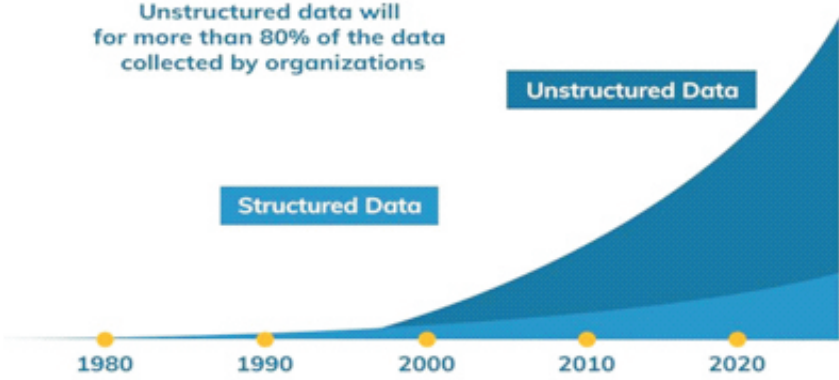 Unstructured data will
for more than 80% of the data
collected by organizations
Unstructured Data
Structured Data
1980 1990 2000 2010 2020